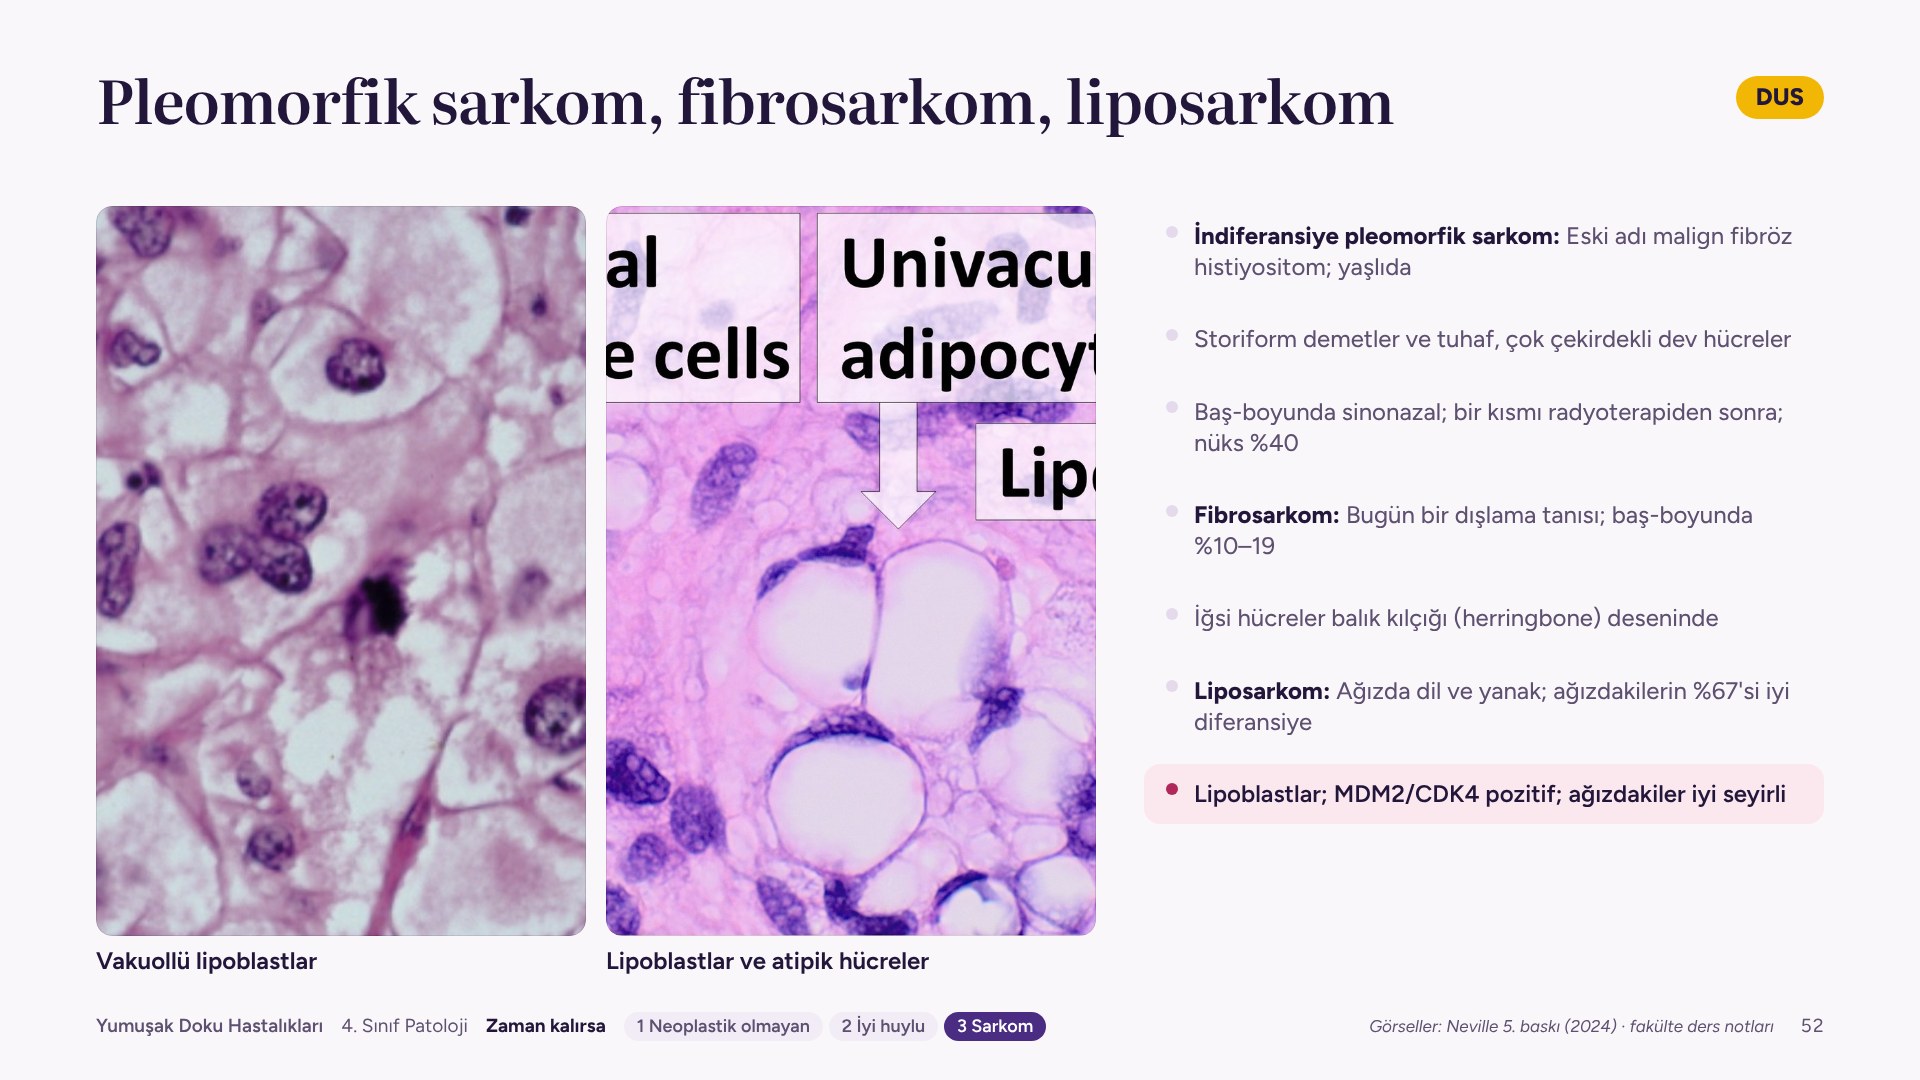 Pleomorfik sarkom, fibrosarkom, liposarkom
DUS
al
e cells
Univacu
adipocyt
Lipo
Vakuollü lipoblastlar
Lipoblastlar ve atipik hücreler
İndiferansiye pleomorfik sarkom: Eski adı malign fibröz
histiyositom; yaşlıda
Storiform demetler ve tuhaf, çok çekirdekli dev hücreler
Baş-boyunda sinonazal; bir kısmı radyoterapiden sonra;
nüks %40
Fibrosarkom: Bugün bir dışlama tanısı; baş-boyunda
%10–19
İğsi hücreler balık kılçığı (herringbone) deseninde
Liposarkom: Ağızda dil ve yanak; ağızdakilerin %67'si iyi
diferansiye
Lipoblastlar; MDM2/CDK4 pozitif; ağızdakiler iyi seyirli
Yumuşak Doku Hastalıkları 4. Sınıf Patoloji Zaman kalırsa 1 Neoplastik olmayan 2 İyi huylu 3 Sarkom
Görseller: Neville 5. baskı (2024) · fakülte ders notları 52